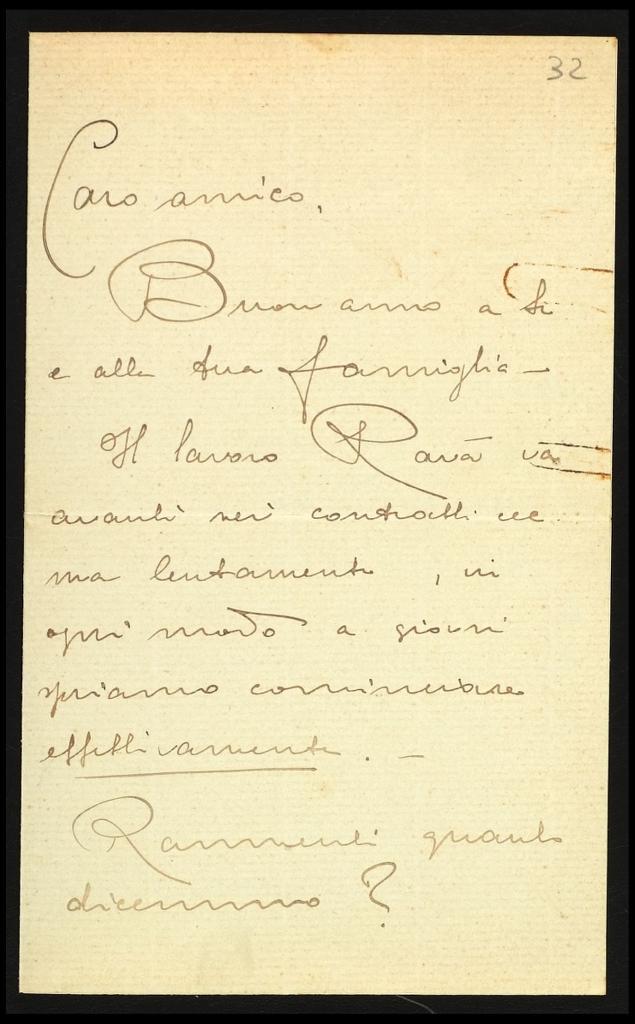 32
Caro amico,
Buon anno a te
e alla tua famiglia –
Il lavoro Ravà va
avanti nei contratti ecc
ma lentamente, in
ogni modo a giorni
speriamo cominciare
effettivamente. –
Rammenti quanto
dicemmo?